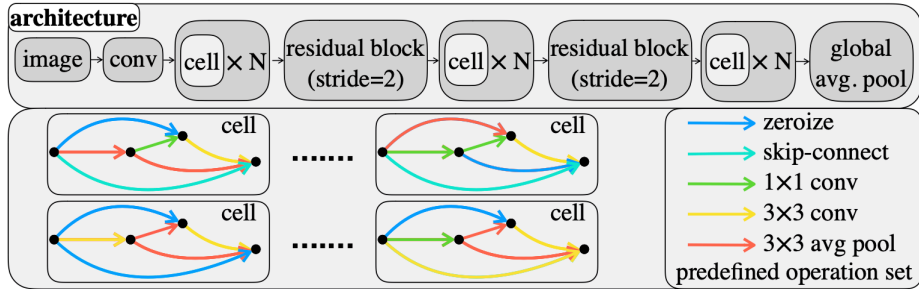 architecture
image
conv
cell × N
residual block
(stride=2)
cell × N
residual block
(stride=2)
cell × N
global
avg. pool
cell
cell
cell
cell
zeroize
skip-connect
1×1 conv
3×3 conv
3×3 avg pool
predefined operation set